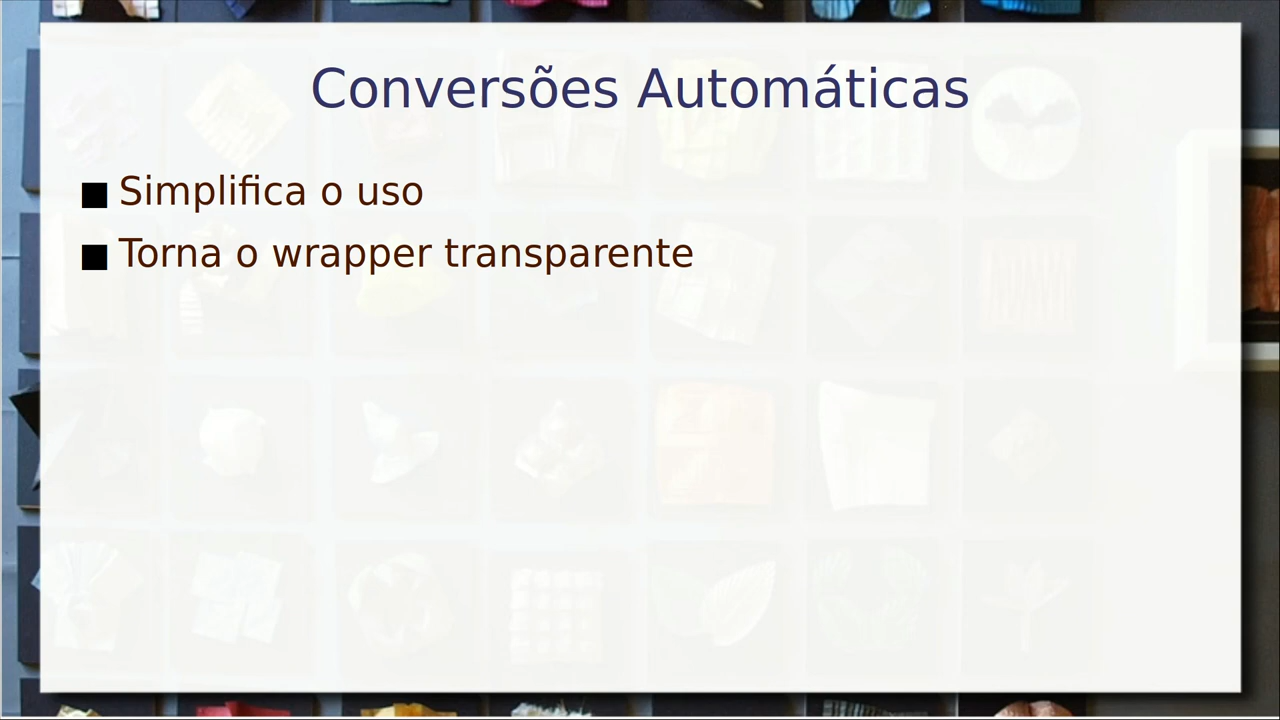 Conversões Automáticas
Simplifica o uso
Torna o wrapper transparente